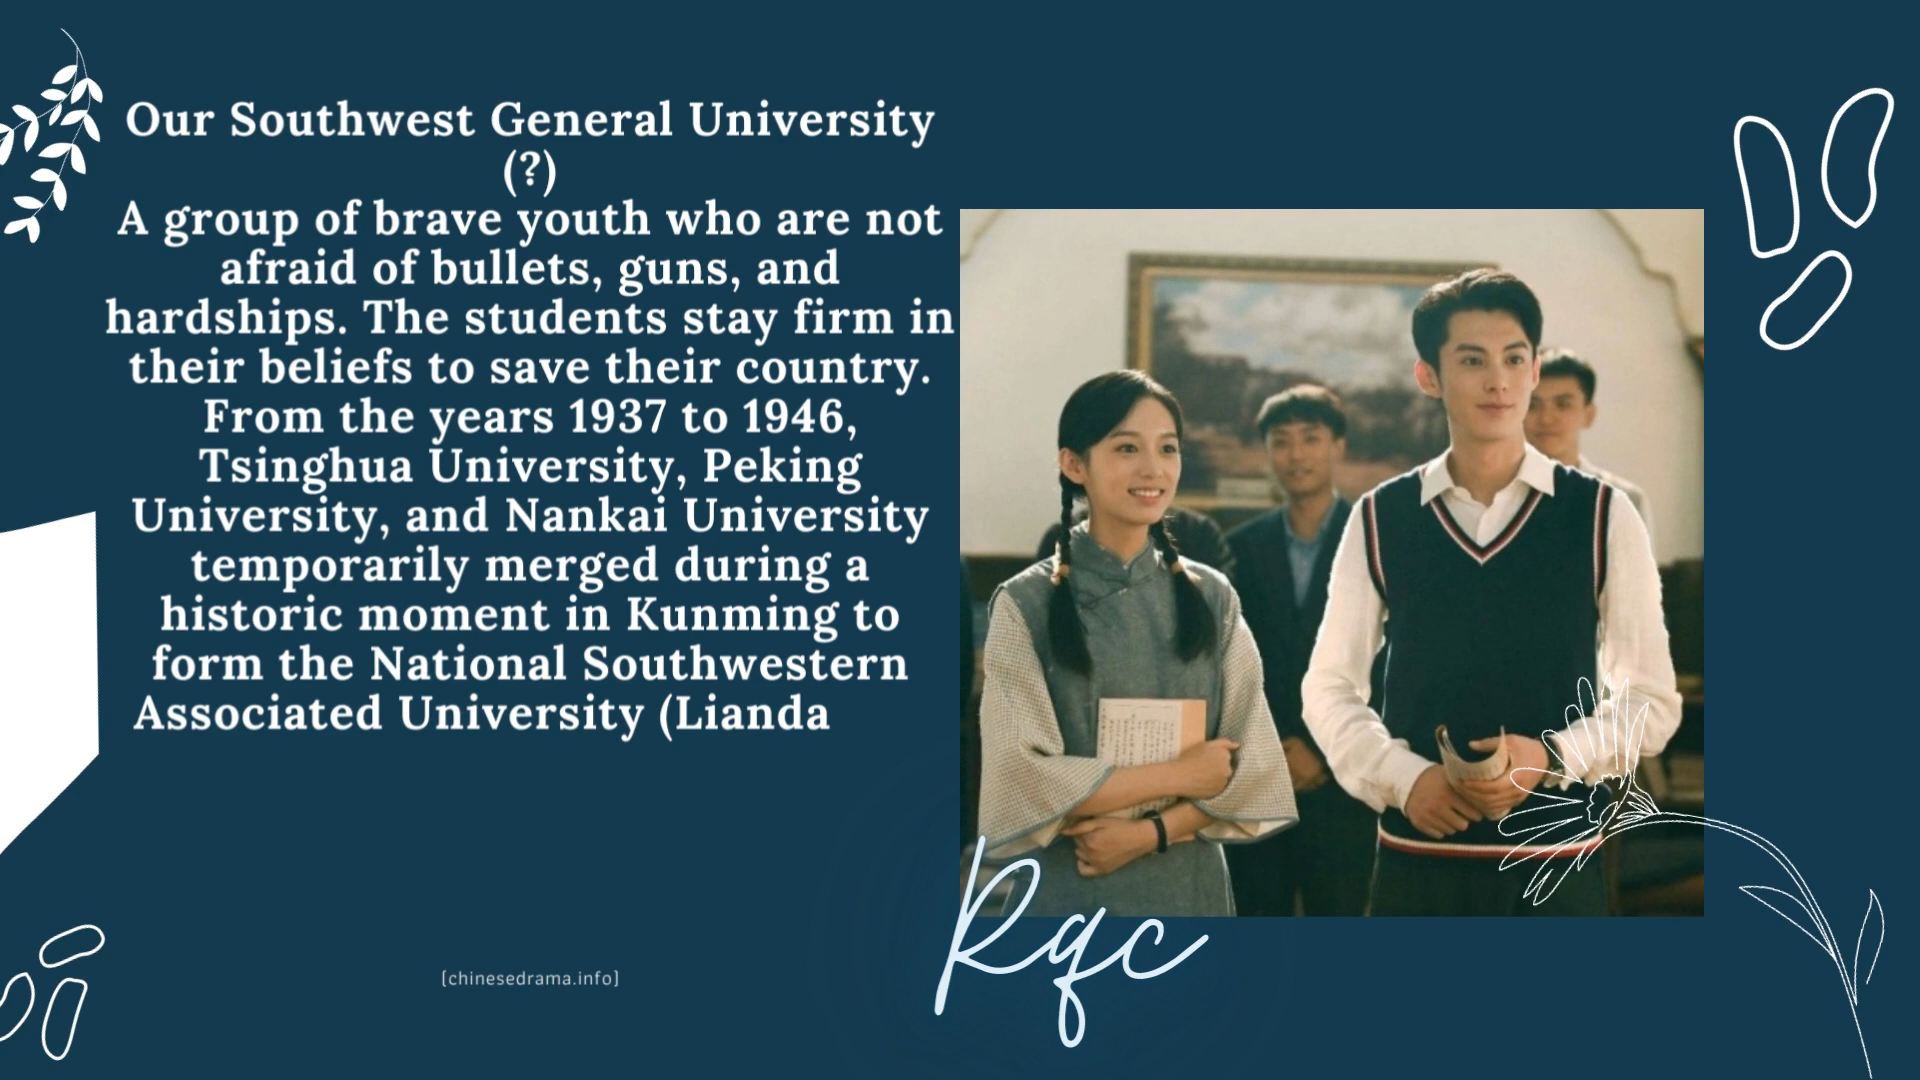 Our Southwest General University
(?)
A group of brave youth who are not
afraid of bullets, guns, and
hardships. The students stay firm in
their beliefs to save their country.
From the years 1937 to 1946,
Tsinghua University, Peking
University, and Nankai University
temporarily merged during a
historic moment in Kunming to
form the National Southwestern
Associated University (Lianda
Rqc
[chinesedrama.info]